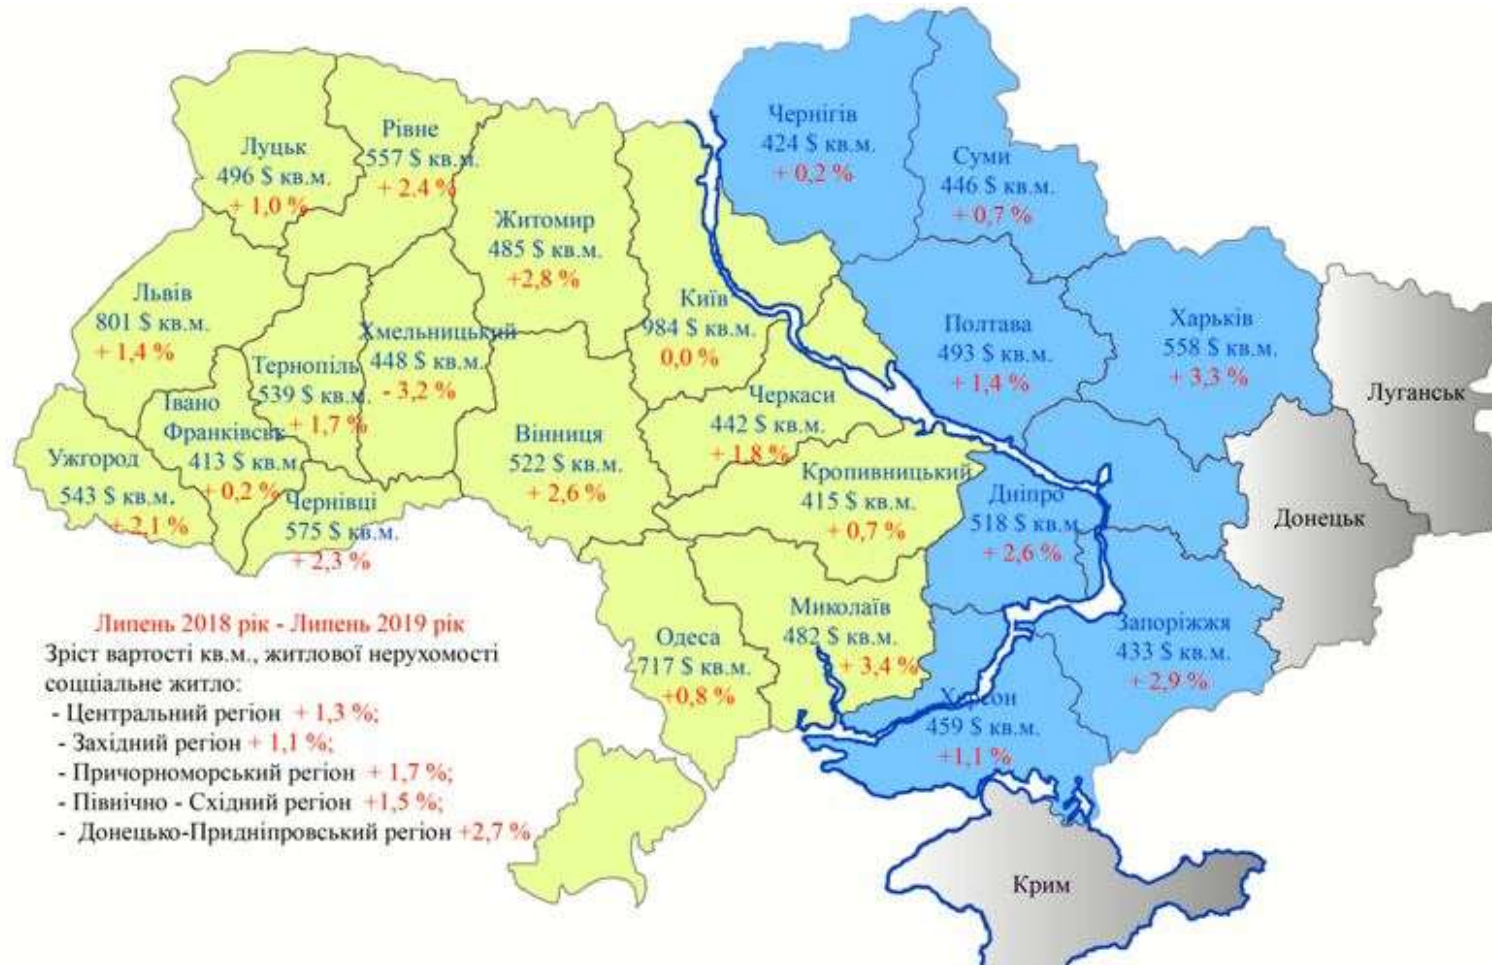 Чернігів
424 $ кв.м.
+ 0,2 %
Суми
446 $ кв.м.
+ 0,7 %
Луцьк
496 $ кв.м.
+ 1,0 %
Рівне
557 $ кв.м.
+ 2.4 %
Житомир
485 $ кв.м.
+2,8 %
Київ
984 $ кв.м.
0,0 %
Львів
801 $ кв.м.
+ 1,4 %
Тернопіль
539 $ кв.м.
+ 1,7 %
Хмельницький
448 $ кв.м.
- 3,2 %
Полтава
493 $ кв.м.
+ 1,4 %
Харьків
558 $ кв.м.
+ 3,3 %
Луганськ
Івано
Франківськ
413 $ кв.м.
+ 0,2 %
Ужгород
543 $ кв.м.
+ 2,1 %
Чернівці
575 $ кв.м.
+ 2,3 %
Вінниця
522 $ кв.м.
+ 2,6 %
Черкаси
442 $ кв.м.
+ 1,8 %
Кропивницький
415 $ кв.м.
+ 0,7 %
Дніпро
518 $ кв.м
+ 2,6 %
Донецьк
Одеса
717 $ кв.м.
+0,8 %
Миколаїв
482 $ кв.м.
+ 3,4 %
Запоріжжя
433 $ кв.м.
+ 2,9 %
Херсон
459 $ кв.м.
+1,1 %
Крим
Липень 2018 рік - Липень 2019 рік
Зріст вартості кв.м., житлової нерухомості
соцціальне житло:
- Центральний регіон + 1,3 %;
- Західний регіон + 1,1 %;
- Причорноморський регіон + 1,7 %;
- Північно - Східний регіон +1,5 %;
- Донецько-Придніпровський регіон +2,7 %